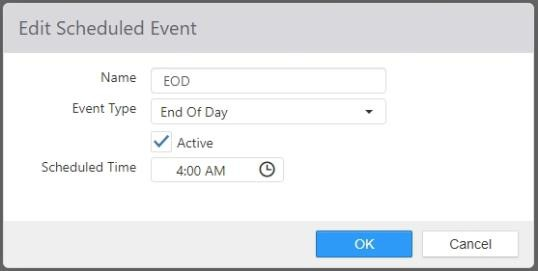 Edit Scheduled Event
Name EOD
Event Type End Of Day
Active
Scheduled Time 4:00 AM
OK Cancel